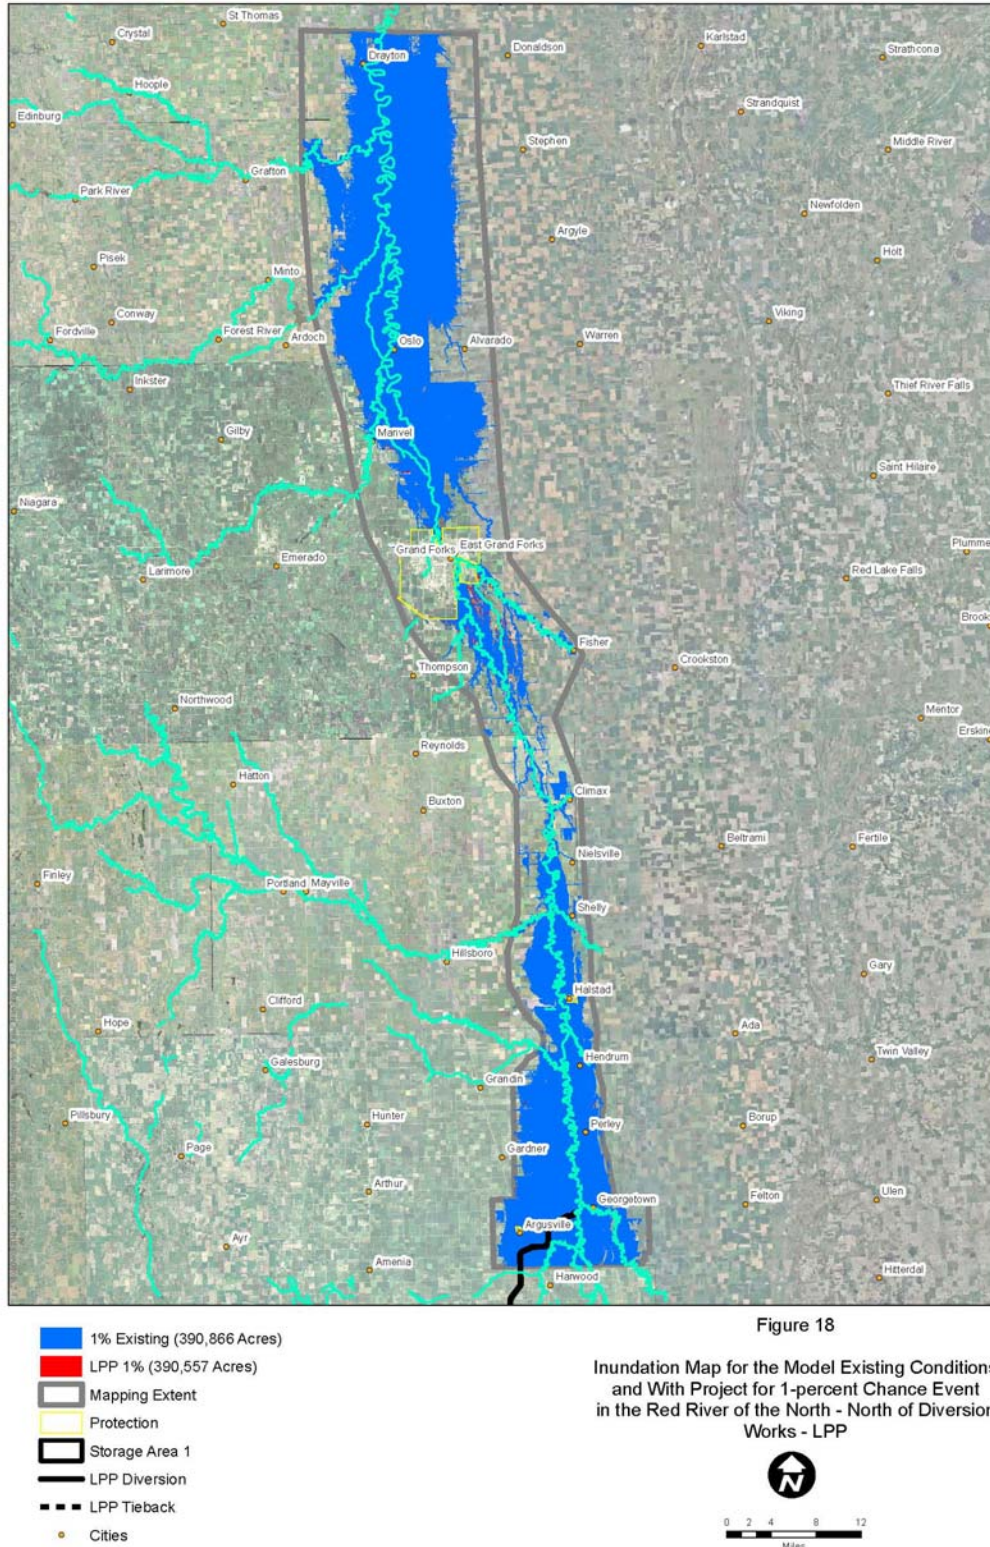 St Thomas
Crystal
Karlstad
Donaldson
Strathcona
Drayton
Hoople
Strandquist
Edinburg
Stephen
Middle River
Grafton
Park River
Newfolden
Argyle
Pisek
Holt
Minto
Conway
Viking
Fordville
Forest River
Ardoch
Oslo
Alvarado
Warren
Inkster
Thief River Falls
Gilby
Manvel
Saint Hilaire
Niagara
Grand Forks
East Grand Forks
Plumme
Larimore
Emerado
Red Lake Falls
Brook
Fisher
Thompson
Crookston
Northwood
Mentor
Reynolds
Erskin
Hatton
Climax
Buxton
Beltrami
Fertile
Nielsville
Finley
Portland
Mayville
Shelly
Hillsboro
Gary
Halstad
Clifford
Hope
Ada
Galesburg
Hendrum
Twin Valley
Grandin
Pillsbury
Hunter
Perley
Borup
Page
Gardner
Arthur
Georgetown
Felton
Ulen
Argusville
Ayr
Amenia
Harwood
Hitterdal
1% Existing (390,866 Acres)
LPP 1% (390,557 Acres)
Mapping Extent
Protection
Storage Area 1
LPP Diversion
LPP Tieback
Cities
Figure 18
Inundation Map for the Model Existing Condition
and With Project for 1-percent Chance Event
in the Red River of the North - North of Diversion
Works - LPP
N
0 2 4 8 12
Miles